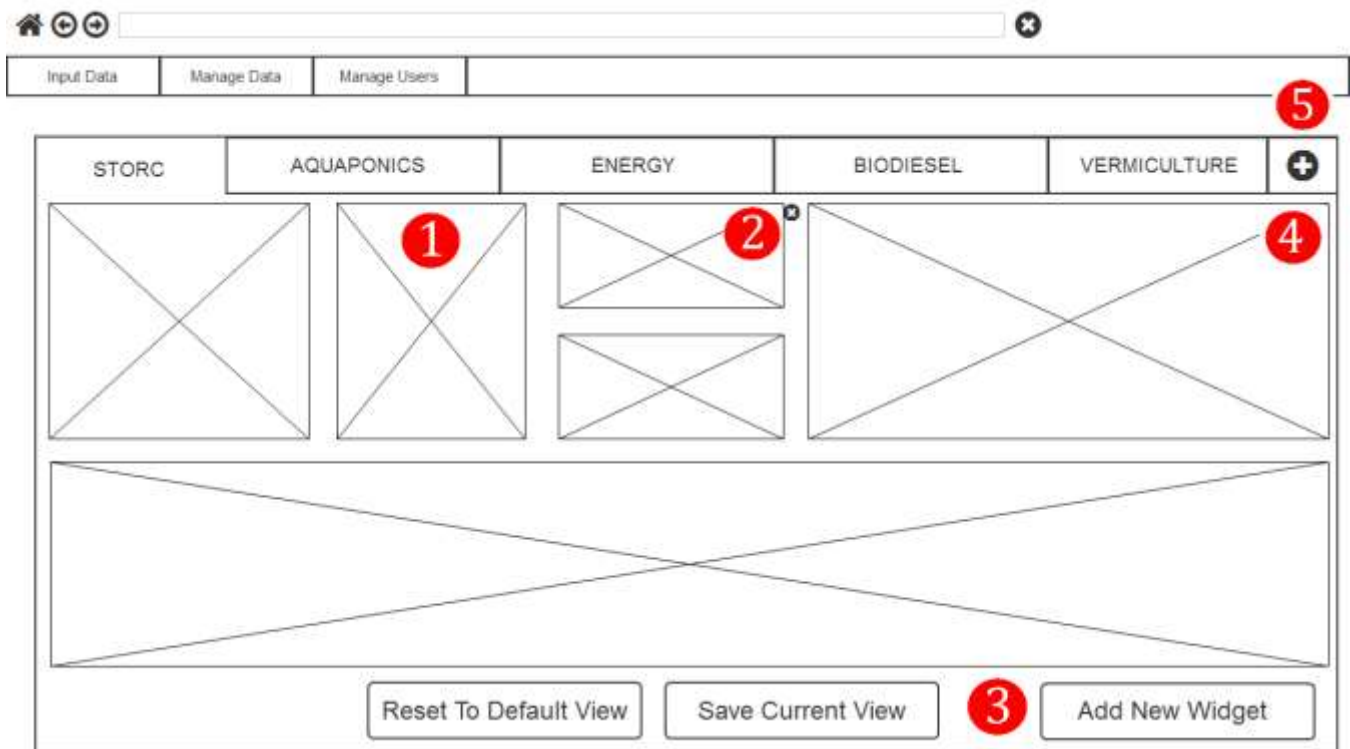 Input Data Manage Data Manage Users
5
STORC AQUAPONICS ENERGY BIODIESEL VERMICULTURE
1 2 4
Reset To Default View Save Current View 3 Add New Widget